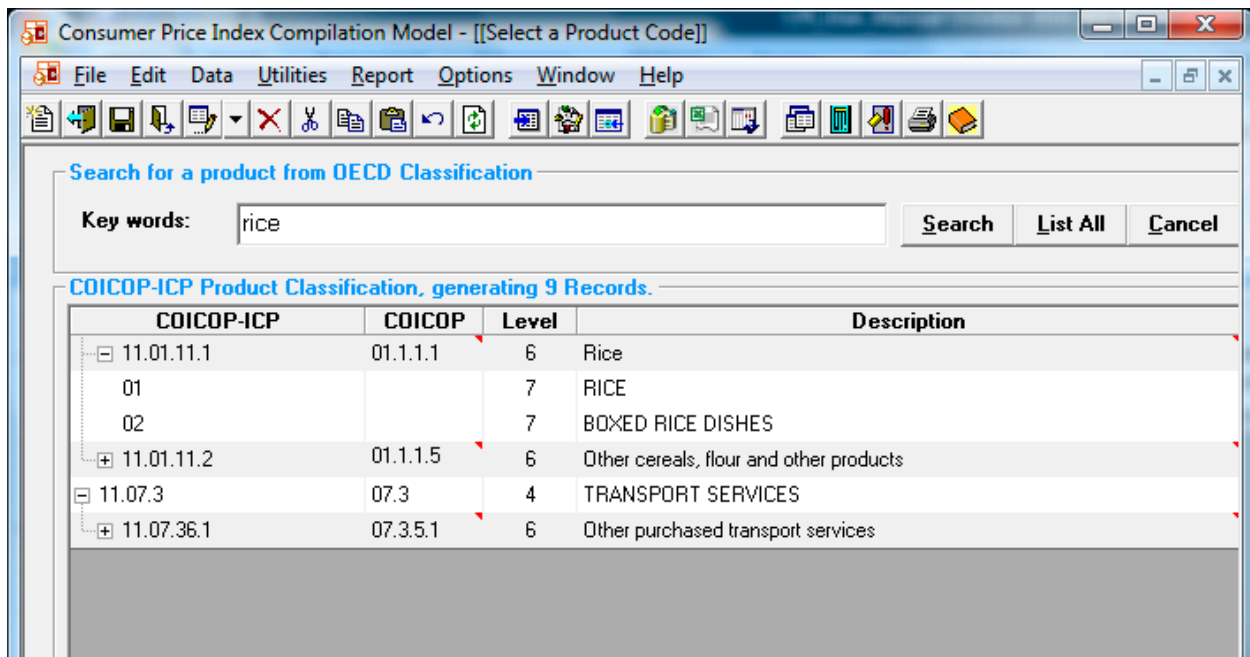 Consumer Price Index Compilation Model - [[Select a Product Code]]
File Edit Data Utilities Report Options Window Help
Search for a product from OECD Classification
Key words: rice Search List All Cancel
COICOP-ICP Product Classification, generating 9 Records.
COICOP-ICP COICOP Level Description
11.01.11.1 01.1.1.1 6 Rice
01 7 RICE
02 7 BOXED RICE DISHES
11.01.11.2 01.1.1.5 6 Other cereals, flour and other products
11.07.3 07.3 4 TRANSPORT SERVICES
11.07.36.1 07.3.5.1 6 Other purchased transport services